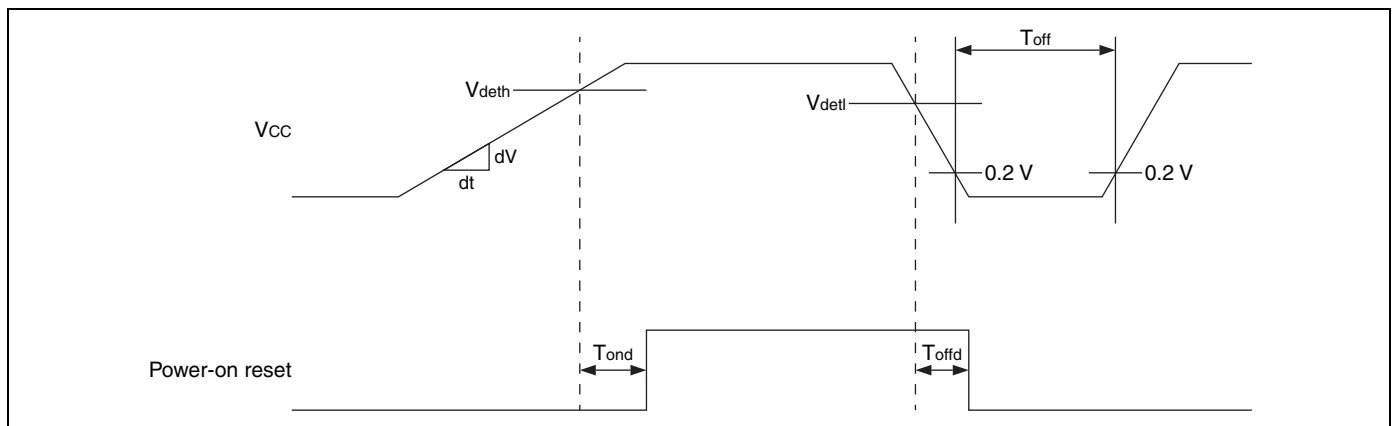 Toff
Vdeth
Vdetl
VCC
dV
dt
0.2 V
0.2 V
Tond
Toffd
Power-on reset